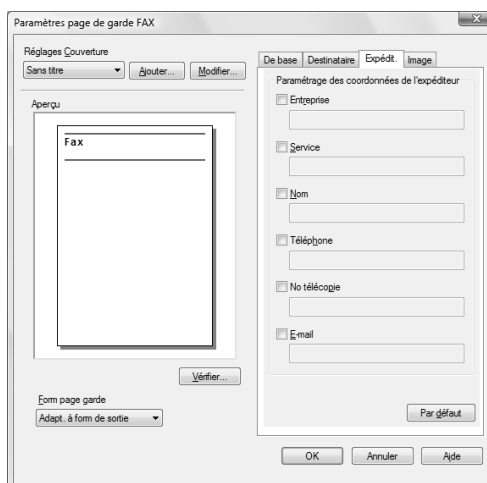 Paramètres page de garde FAX
Réglages Couverture
Sans titre
Ajouter...
Modifier...
Aperçu
Fax
Vérifier...
Form page garde
Adapt. à form de sortie
De base
Destinataire
Expédit.
Image
Paramétrage des coordonnées de l'expéditeur
Entreprise
Service
Nom
Téléphone
No télécopie
E-mail
Par défaut
OK
Annuler
Aide